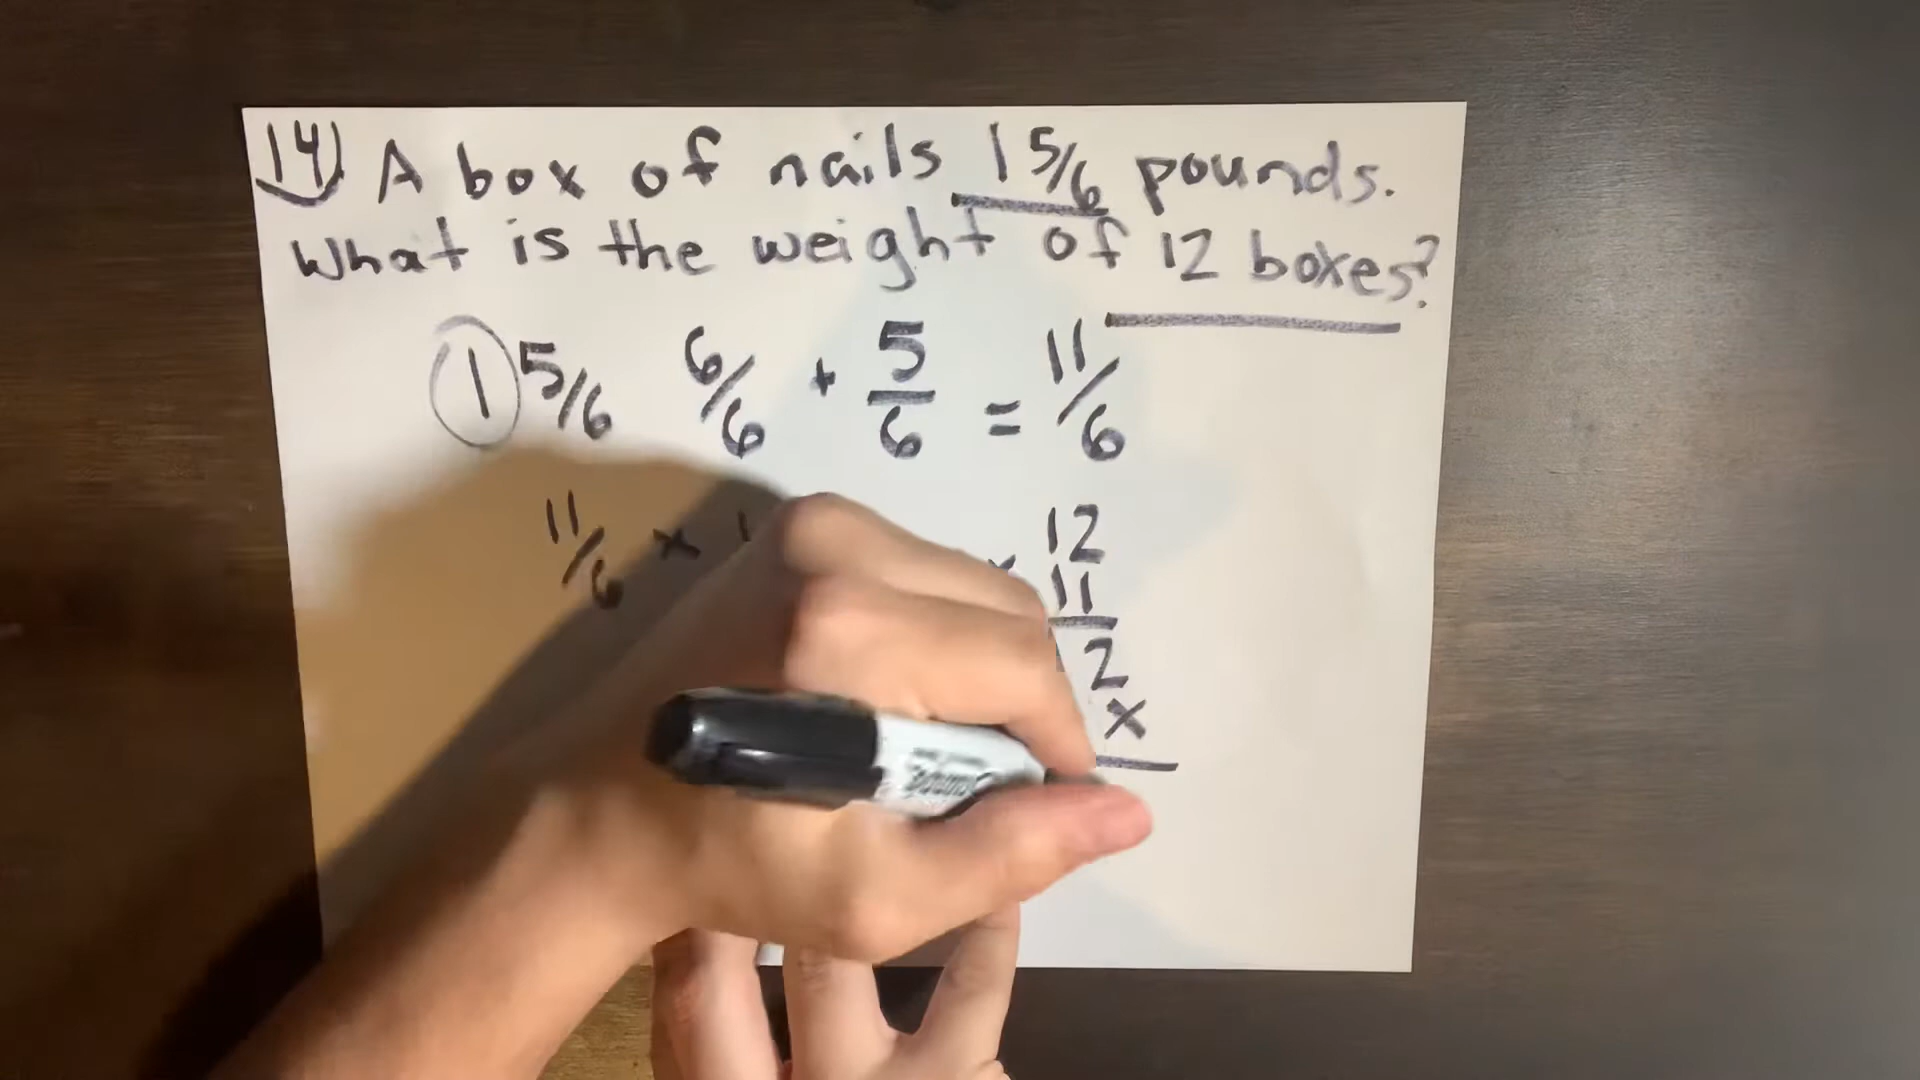 14) A box of nails 1 5/6 pounds.
What is the weight of 12 boxes?
1 5/6 6/6 + 5/6 = 11/6
11/6 x
12
11
2
x